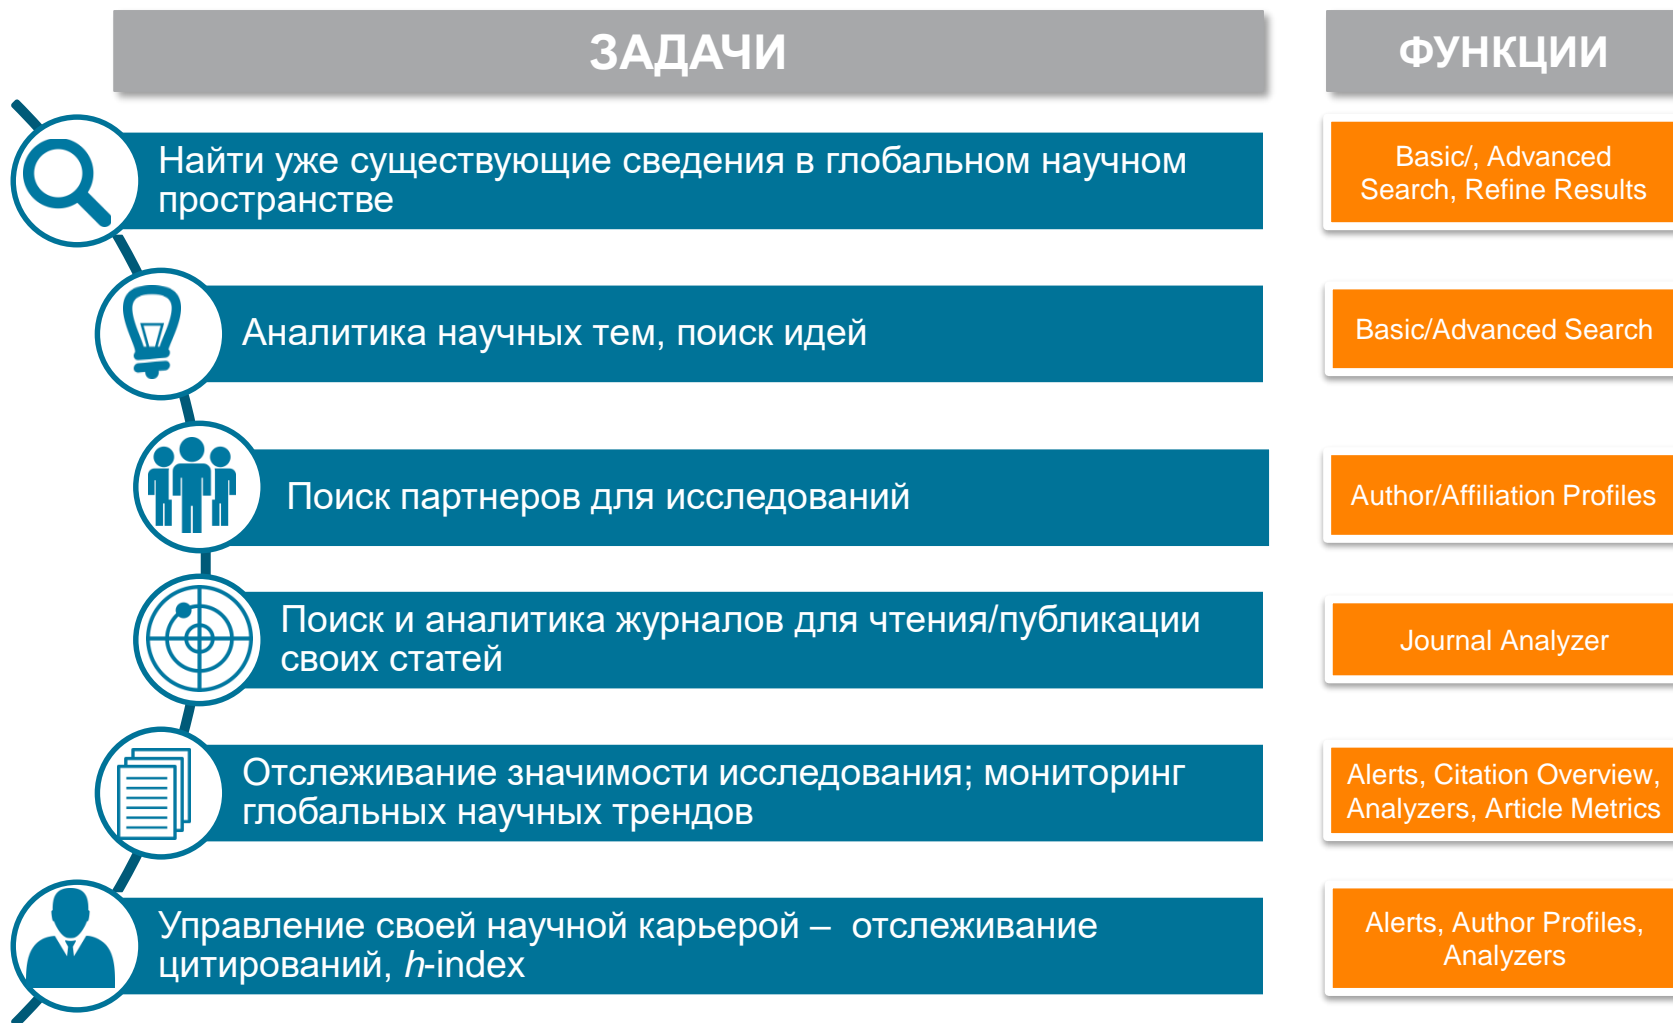 ЗАДАЧИ
ФУНКЦИИ
Найти уже существующие сведения в глобальном научном
пространстве
Basic/, Advanced
Search, Refine Results
Аналитика научных тем, поиск идей
Basic/Advanced Search
Поиск партнеров для исследований
Author/Affiliation Profiles
Поиск и аналитика журналов для чтения/публикации
своих статей
Journal Analyzer
Отслеживание значимости исследования; мониторинг
глобальных научных трендов
Alerts, Citation Overview,
Analyzers, Article Metrics
Управление своей научной карьерой – отслеживание
цитирований, h-index
Alerts, Author Profiles,
Analyzers